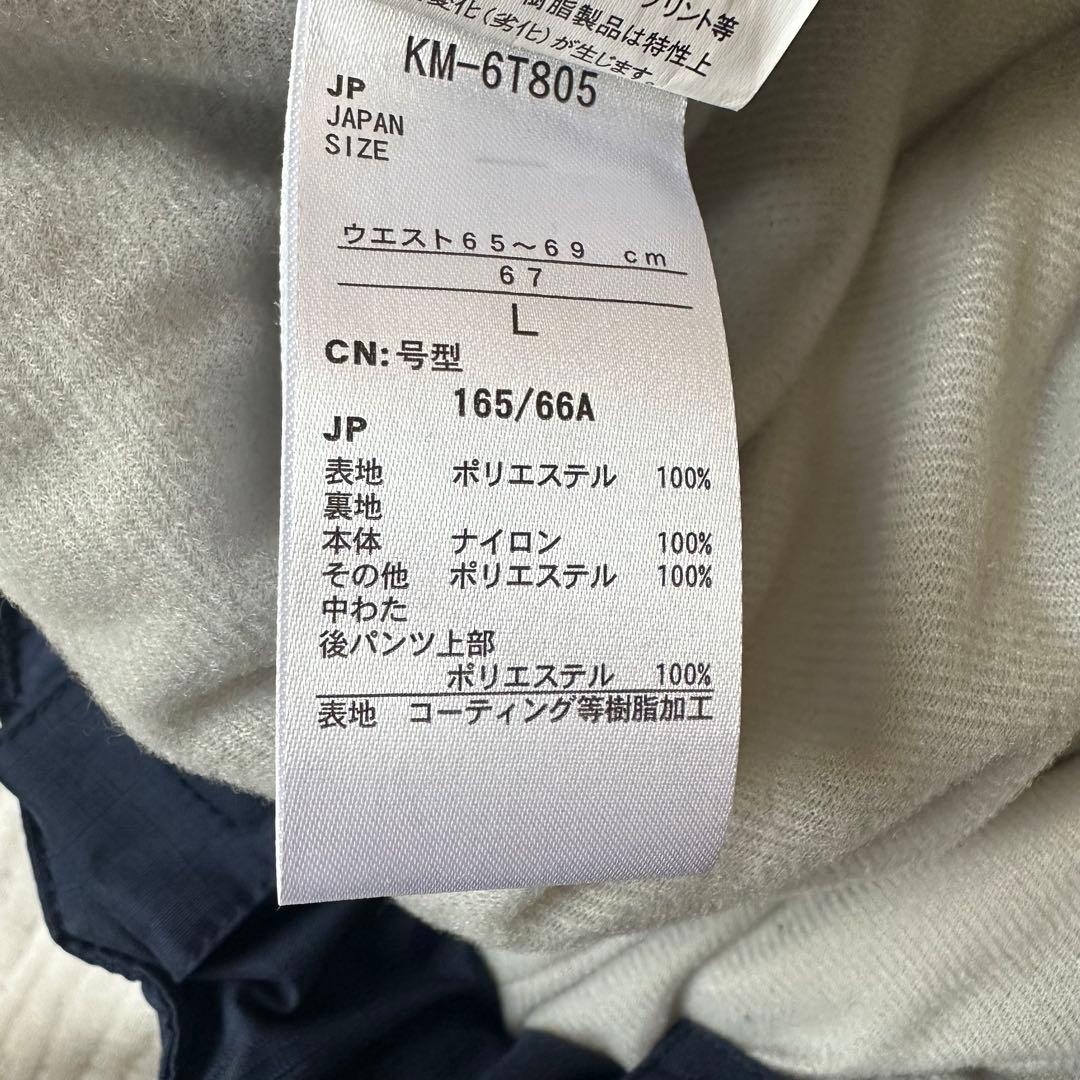 リント等
樹脂製品は特性上
変化(劣化)が生じます。
KM-6T805
JP
JAPAN
SIZE
ウエスト65〜69 cm
67
L
CN:号型
165/66A
JP
表地 ポリエステル 100%
裏地
本体 ナイロン 100%
その他 ポリエステル 100%
中わた
後パンツ上部
ポリエステル 100%
表地 コーティング等樹脂加工